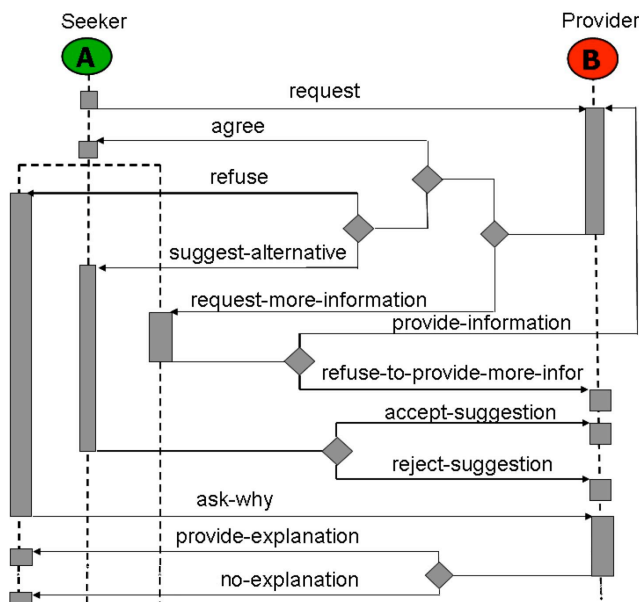 Seeker
Provider
A
B
request
agree
refuse
suggest-alternative
request-more-information
provide-information
refuse-to-provide-more-infor
accept-suggestion
reject-suggestion
ask-why
provide-explanation
no-explanation